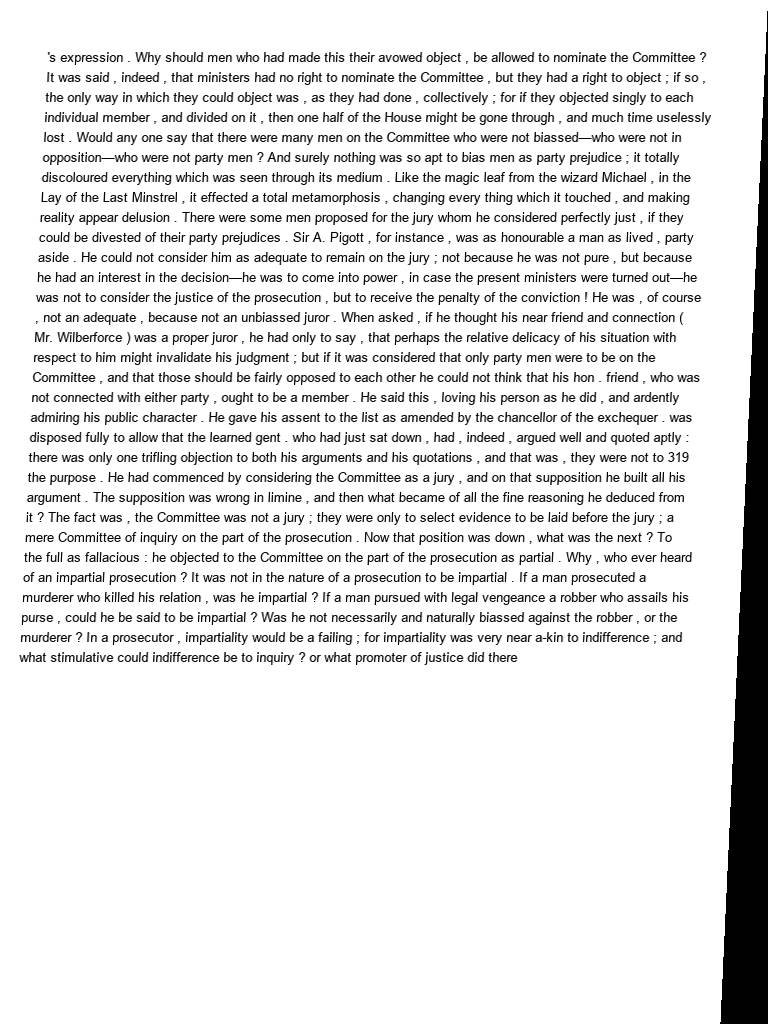 's expression . Why should men who had made this their avowed object , be allowed to nominate the Committee ?
It was said , indeed , that ministers had no right to nominate the Committee , but they had a right to object ; if so ,
the only way in which they could object was , as they had done , collectively ; for if they objected singly to each
individual member , and divided on it , then one half of the House might be gone through , and much time uselessly
lost . Would any one say that there were many men on the Committee who were not biassed—who were not in
opposition—who were not party men ? And surely nothing was so apt to bias men as party prejudice ; it totally
discoloured everything which was seen through its medium . Like the magic leaf from the wizard Michael , in the
Lay of the Last Minstrel , it effected a total metamorphosis , changing every thing which it touched , and making
reality appear delusion . There were some men proposed for the jury whom he considered perfectly just , if they
could be divested of their party prejudices . Sir A. Pigott , for instance , was as honourable a man as lived , party
aside . He could not consider him as adequate to remain on the jury ; not because he was not pure , but because
he had an interest in the decision—he was to come into power , in case the present ministers were turned out—he
was not to consider the justice of the prosecution , but to receive the penalty of the conviction ! He was , of course
, not an adequate , because not an unbiassed juror . When asked , if he thought his near friend and connection (
Mr. Wilberforce ) was a proper juror , he had only to say , that perhaps the relative delicacy of his situation with
respect to him might invalidate his judgment ; but if it was considered that only party men were to be on the
Committee , and that those should be fairly opposed to each other he could not think that his hon . friend , who was
not connected with either party , ought to be a member . He said this , loving his person as he did , and ardently
admiring his public character . He gave his assent to the list as amended by the chancellor of the exchequer . was
disposed fully to allow that the learned gent . who had just sat down , had , indeed , argued well and quoted aptly :
there was only one trifling objection to both his arguments and his quotations , and that was , they were not to 319
the purpose . He had commenced by considering the Committee as a jury , and on that supposition he built all his
argument . The supposition was wrong in limine , and then what became of all the fine reasoning he deduced from
it ? The fact was , the Committee was not a jury ; they were only to select evidence to be laid before the jury ; a
mere Committee of inquiry on the part of the prosecution . Now that position was down , what was the next ? To
the full as fallacious : he objected to the Committee on the part of the prosecution as partial . Why , who ever heard
of an impartial prosecution ? It was not in the nature of a prosecution to be impartial . If a man prosecuted a
murderer who killed his relation , was he impartial ? If a man pursued with legal vengeance a robber who assails his
purse , could he be said to be impartial ? Was he not necessarily and naturally biassed against the robber , or the
murderer ? In a prosecutor , impartiality would be a failing ; for impartiality was very near a-kin to indifference ; and
what stimulative could indifference be to inquiry ? or what promoter of justice did there